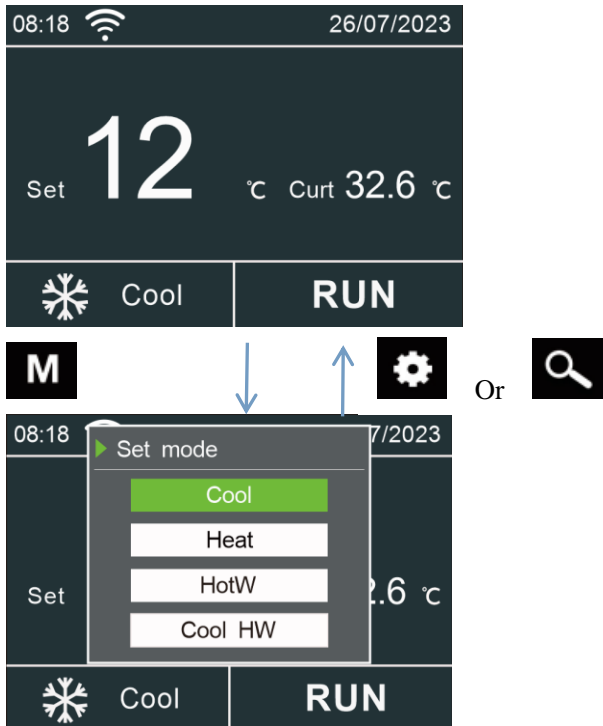 08:18 26/07/2023
Set 12 ℃ Curt 32.6 ℃
Cool RUN
M Or
08:18 7/2023
Set mode
Cool
Heat
HotW
Set 2.6 ℃
Cool HW
Cool RUN